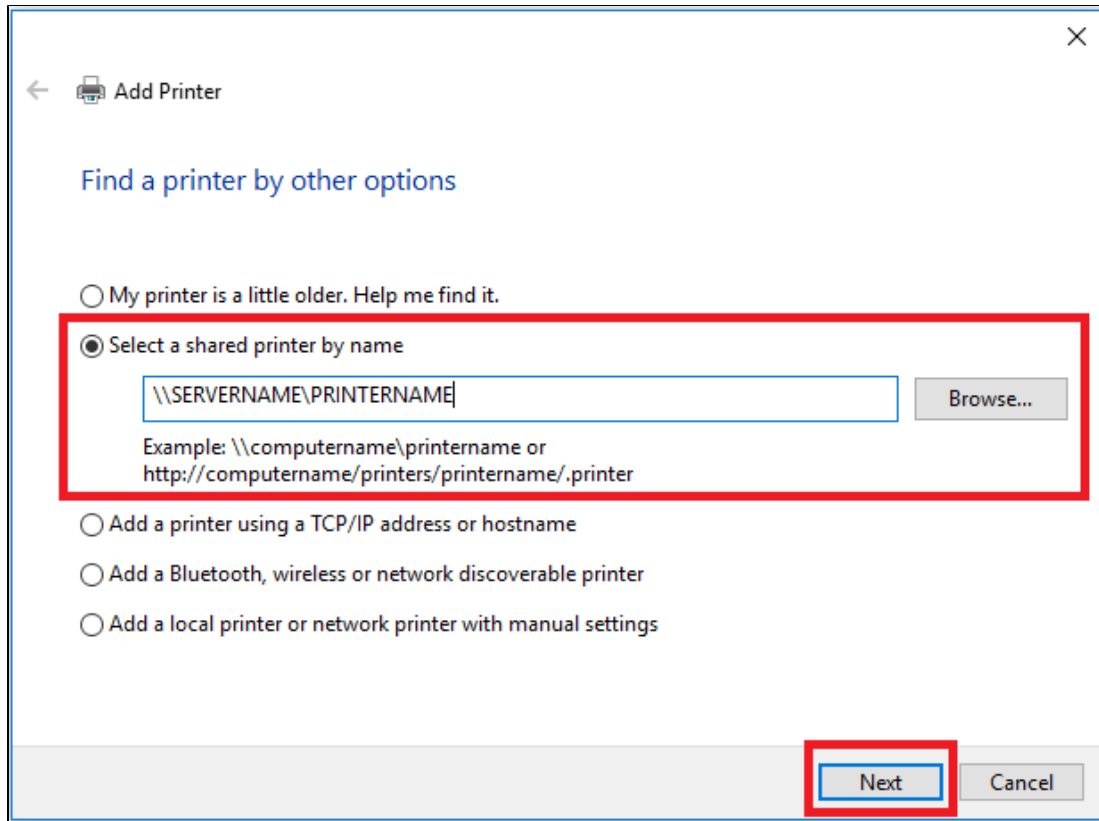 Add Printer
Find a printer by other options
My printer is a little older. Help me find it.
Select a shared printer by name
\\SERVERNAME\PRINTERNAME
Browse...
Example: \\computername\printername or
http://computername/printers/printername/.printer
Add a printer using a TCP/IP address or hostname
Add a Bluetooth, wireless or network discoverable printer
Add a local printer or network printer with manual settings
Next
Cancel